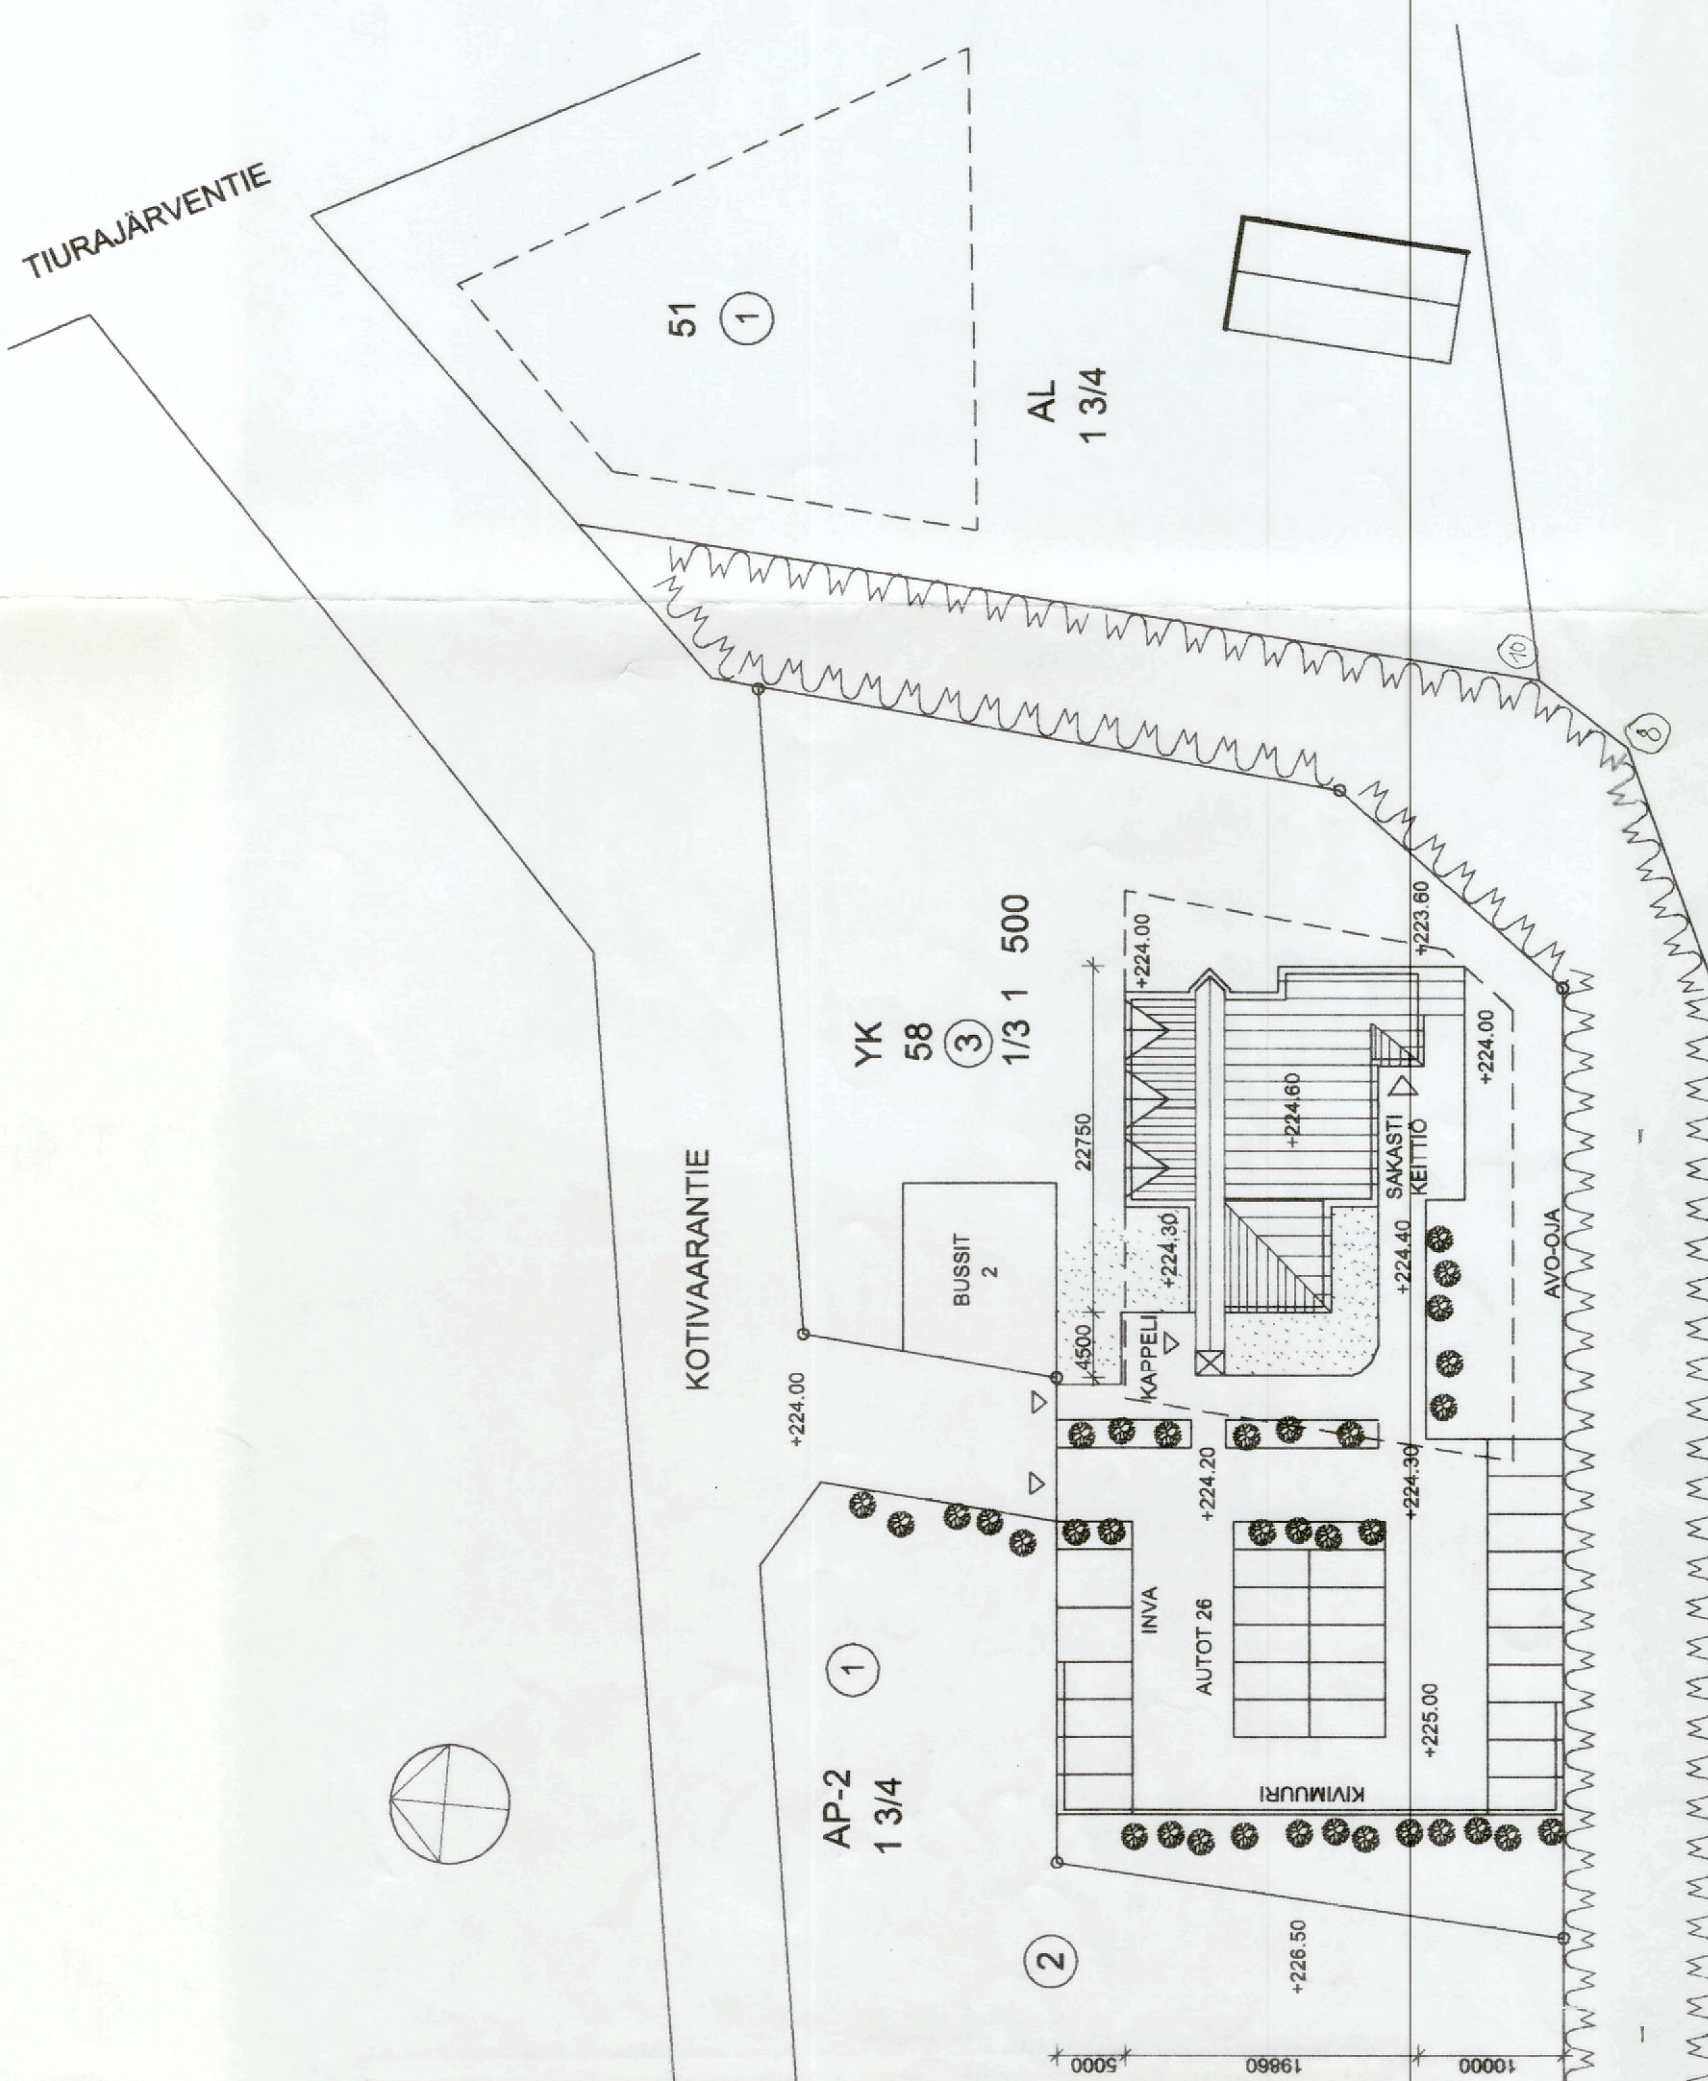 TIURAJÄRVENTIE
51
1
AL
1 3/4
10
8
KOTIVAARANTIE
YK
58
3
1/3 1 500
+224.00
+223.60
22750
BUSSIT
2
+224,30
+224.60
SAKASTI
KEITTIÖ
+224.00
+224.40
AVO-OJA
4500
KAPPELI
+224.00
+224.20
+224.30
INVA
AUTOT 26
+225.00
KIVIMUURI
1
AP-2
1 3/4
2
+226.50
5000
19860
10000